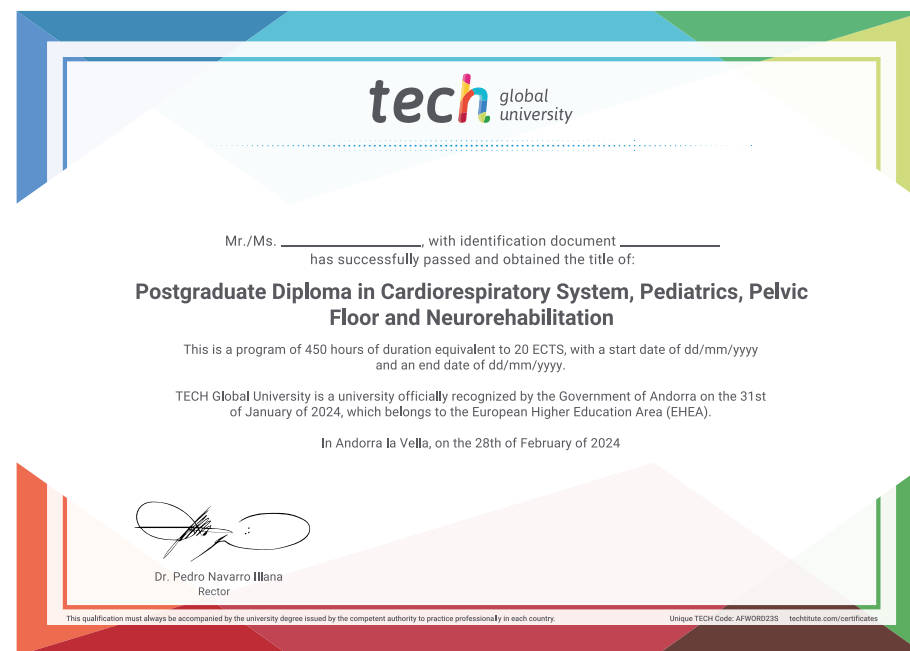 tech global
university
Mr./Ms. ____________________, with identification document ______________
has successfully passed and obtained the title of:
Postgraduate Diploma in Cardiorespiratory System, Pediatrics, Pelvic
Floor and Neurorehabilitation
This is a program of 450 hours of duration equivalent to 20 ECTS, with a start date of dd/mm/yyyy
and an end date of dd/mm/yyyy.
TECH Global University is a university officially recognized by the Government of Andorra on the 31st
of January of 2024, which belongs to the European Higher Education Area (EHEA).
In Andorra la Vella, on the 28th of February of 2024
Dr. Pedro Navarro Illana
Rector
This qualification must always be accompanied by the university degree issued by the competent authority to practice professionally in each country.
Unique TECH Code: AFWORD23S techtitute.com/certificates